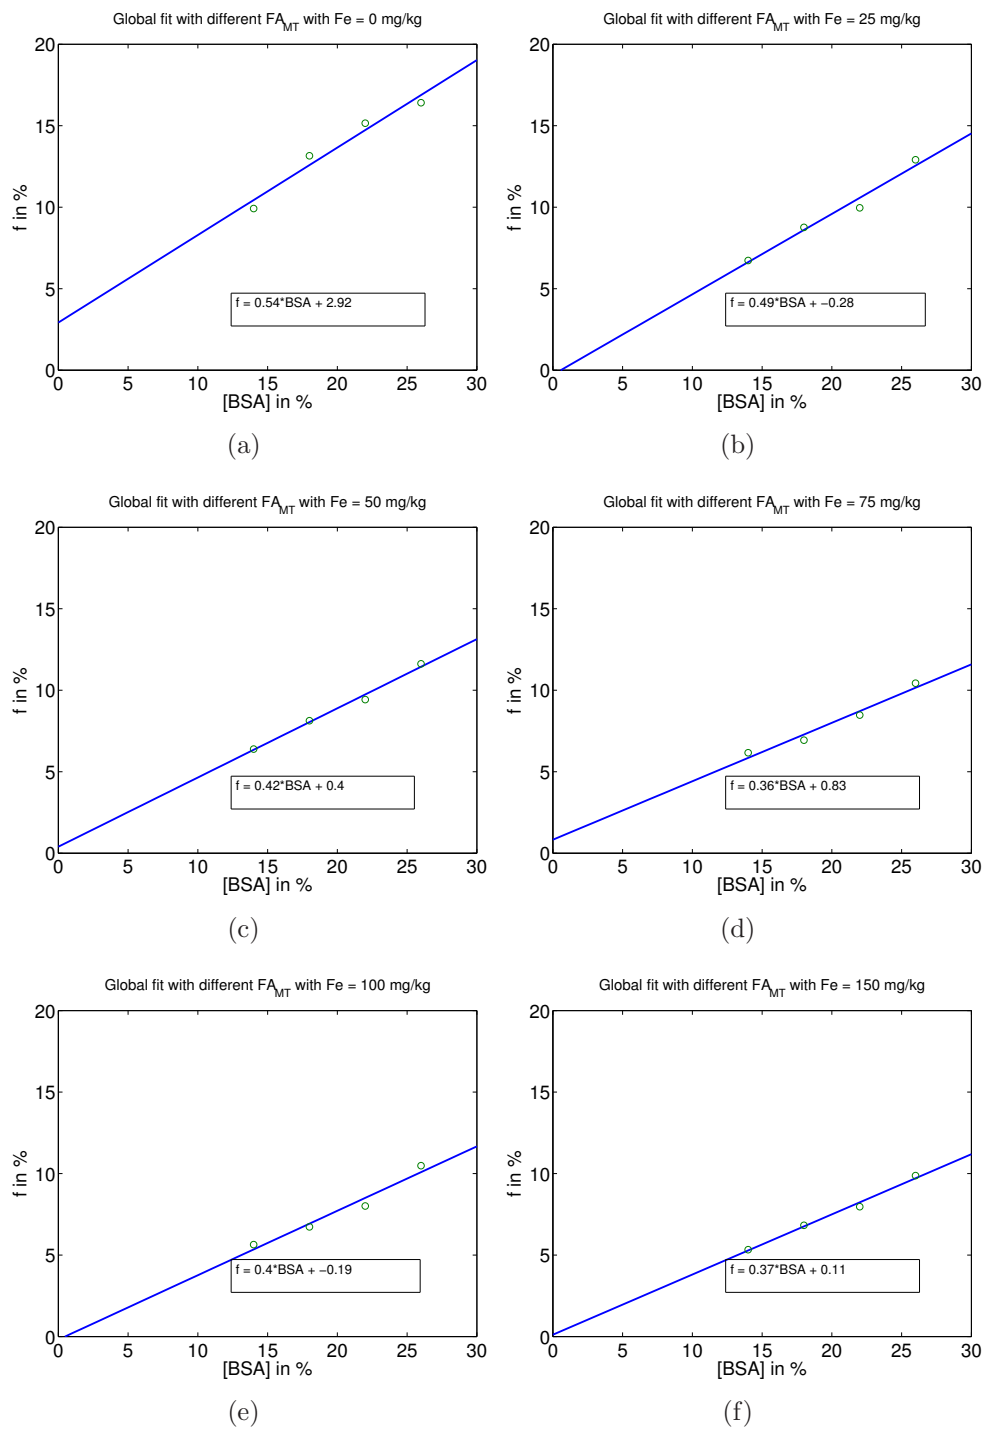 Global fit with different FA_MT with Fe = 0 mg/kg
20
15
10
5
0
f in %
f = 0.54*BSA + 2.92
0 5 10 15 20 25 30
[BSA] in %
(a)
Global fit with different FA_MT with Fe = 25 mg/kg
20
15
10
5
0
f in %
f = 0.49*BSA + −0.28
0 5 10 15 20 25 30
[BSA] in %
(b)
Global fit with different FA_MT with Fe = 50 mg/kg
20
15
10
5
0
f in %
f = 0.42*BSA + 0.4
0 5 10 15 20 25 30
[BSA] in %
(c)
Global fit with different FA_MT with Fe = 75 mg/kg
20
15
10
5
0
f in %
f = 0.36*BSA + 0.83
0 5 10 15 20 25 30
[BSA] in %
(d)
Global fit with different FA_MT with Fe = 100 mg/kg
20
15
10
5
0
f in %
f = 0.4*BSA + −0.19
0 5 10 15 20 25 30
[BSA] in %
(e)
Global fit with different FA_MT with Fe = 150 mg/kg
20
15
10
5
0
f in %
f = 0.37*BSA + 0.11
0 5 10 15 20 25 30
[BSA] in %
(f)